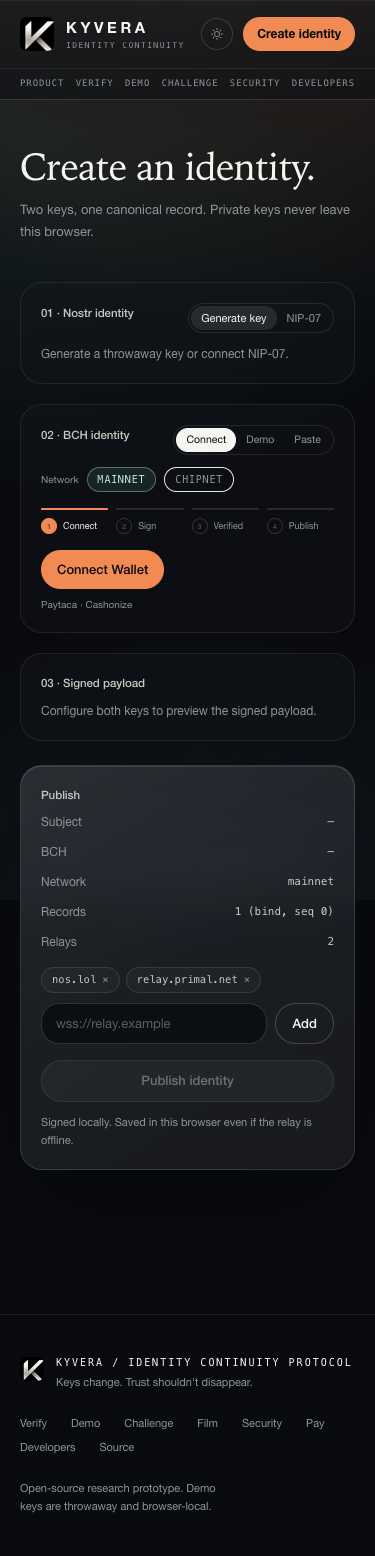 KYVERA
IDENTITY CONTINUITY
Create identity
PRODUCT VERIFY DEMO CHALLENGE SECURITY DEVELOPERS
Create an identity.
Two keys, one canonical record. Private keys never leave
this browser.
01 · Nostr identity
Generate key NIP-07
Generate a throwaway key or connect NIP-07.
02 · BCH identity
Connect Demo Paste
Network MAINNET CHIPNET
1 Connect 2 Sign 3 Verified 4 Publish
Connect Wallet
Paytaca · Cashonize
03 · Signed payload
Configure both keys to preview the signed payload.
Publish
Subject —
BCH —
Network mainnet
Records 1 (bind, seq 0)
Relays 2
nos.lol × relay.primal.net ×
wss://relay.example Add
Publish identity
Signed locally. Saved in this browser even if the relay is
offline.
KYVERA / IDENTITY CONTINUITY PROTOCOL
Keys change. Trust shouldn't disappear.
Verify Demo Challenge Film Security Pay
Developers Source
Open-source research prototype. Demo
keys are throwaway and browser-local.